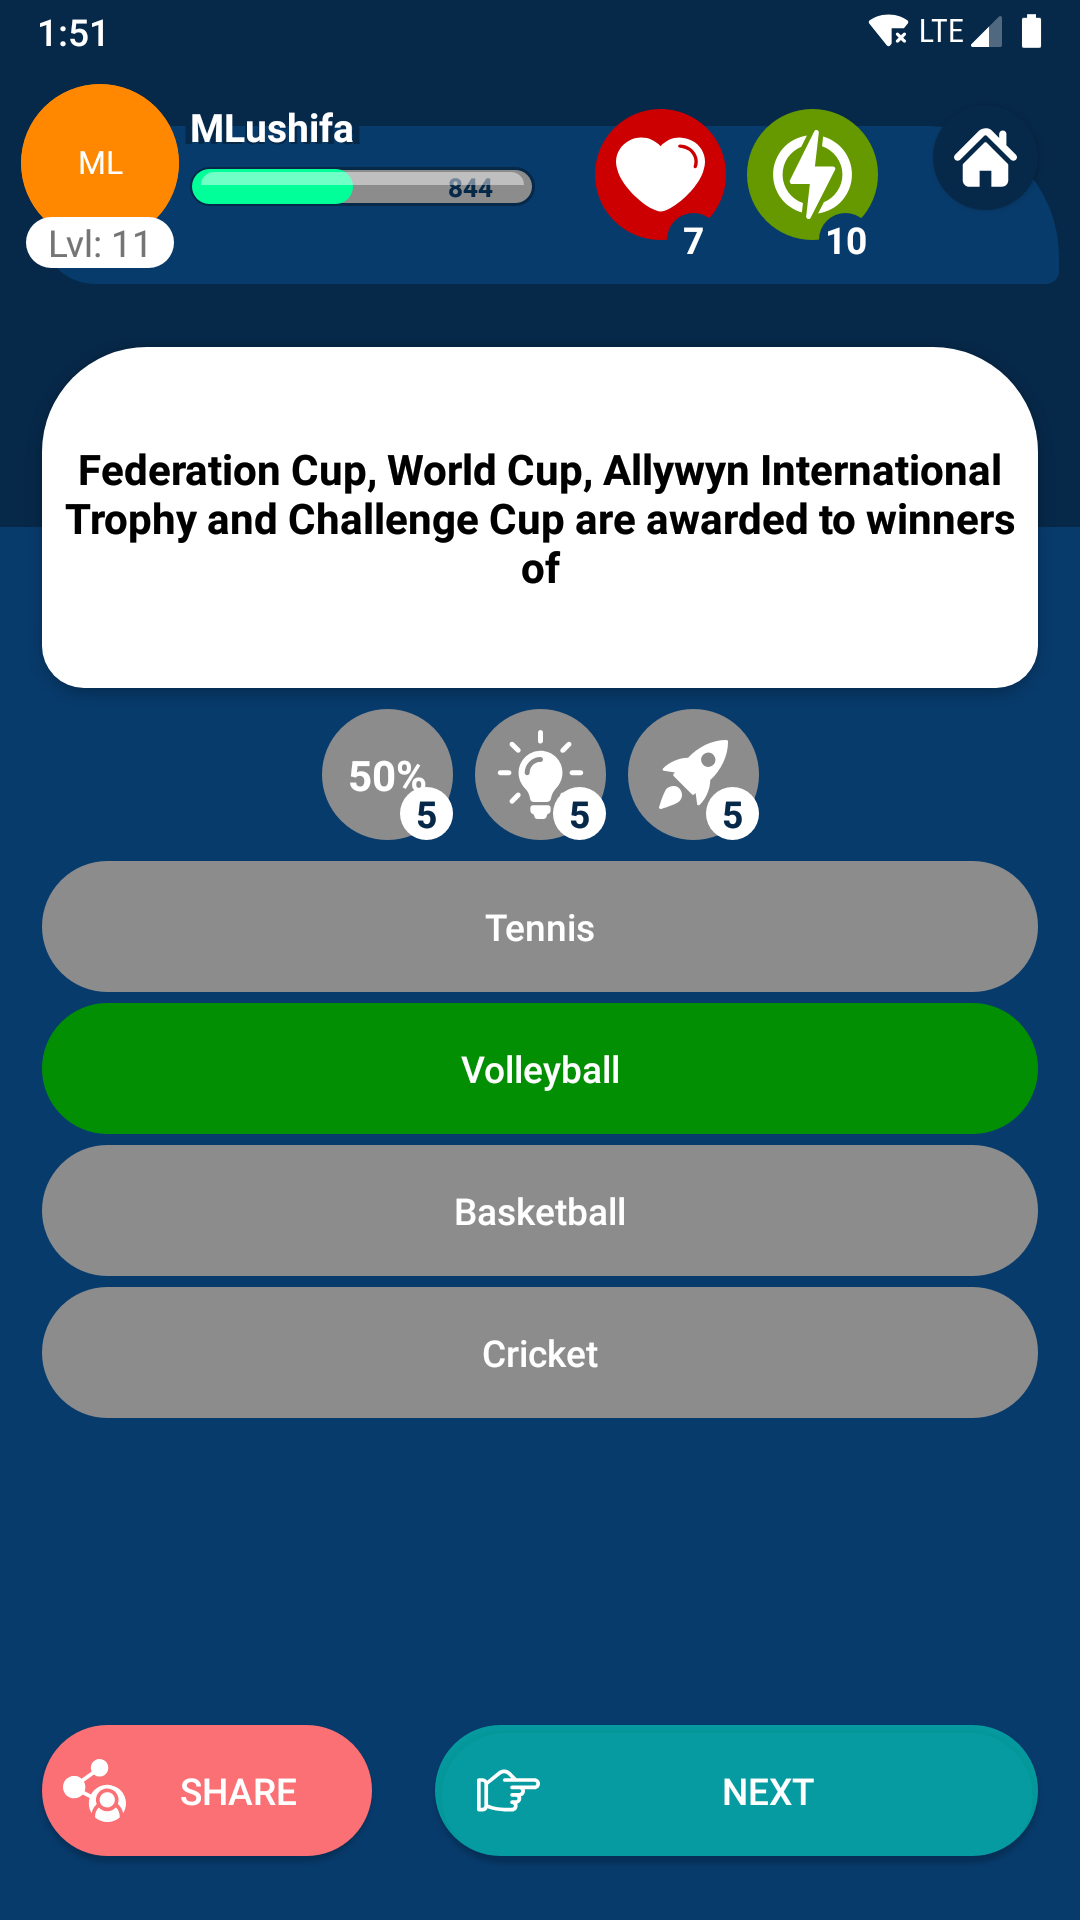 1:51
LTE
ML
MLushifa
844
Lvl: 11
7
10
Federation Cup, World Cup, Allywyn International
Trophy and Challenge Cup are awarded to winners
of
50%
5
5
5
Tennis
Volleyball
Basketball
Cricket
SHARE
NEXT